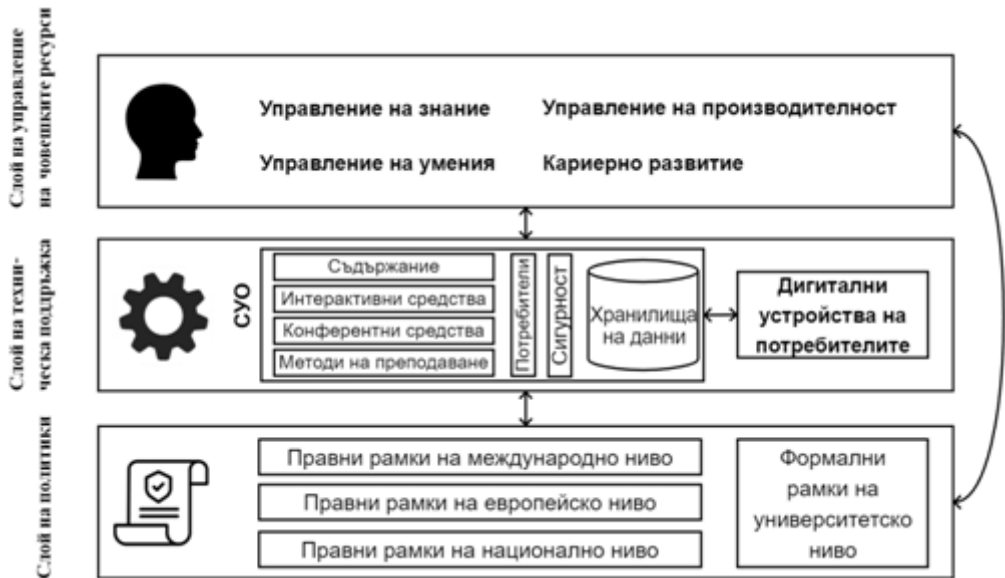 Слой на управление
на човешките ресурси
Управление на знание
Управление на производителност
Управление на умения
Кариерно развитие
Слой на техни-
ческа поддръжка
СУО
Съдържание
Интерактивни средства
Конферентни средства
Методи на преподаване
Потребители
Сигурност
Хранилища
на данни
Дигитални
устройства на
потребителите
Слой на политики
Правни рамки на международно ниво
Правни рамки на европейско ниво
Правни рамки на национално ниво
Формални
рамки на
университетско
ниво